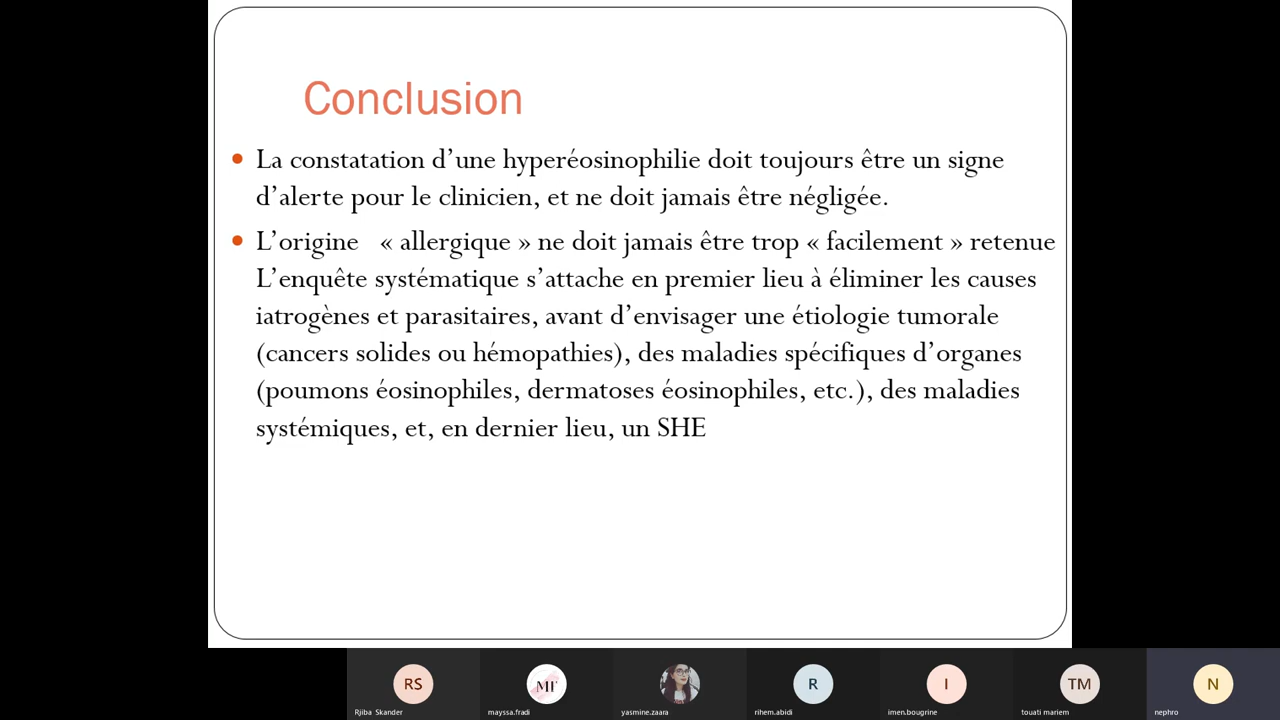 Conclusion
La constatation d’une hyperéosinophilie doit toujours être un signe
d’alerte pour le clinicien, et ne doit jamais être négligée.
L’origine « allergique » ne doit jamais être trop « facilement » retenue
L’enquête systématique s’attache en premier lieu à éliminer les causes
iatrogènes et parasitaires, avant d’envisager une étiologie tumorale
(cancers solides ou hémopathies), des maladies spécifiques d’organes
(poumons éosinophiles, dermatoses éosinophiles, etc.), des maladies
systémiques, et, en dernier lieu, un SHE
RS
MF
R
I
TM
N
Rjiba Skander
mayssa.fradi
yasmine.zaara
rihem.abidi
imen.bougrine
touati mariem
nephro